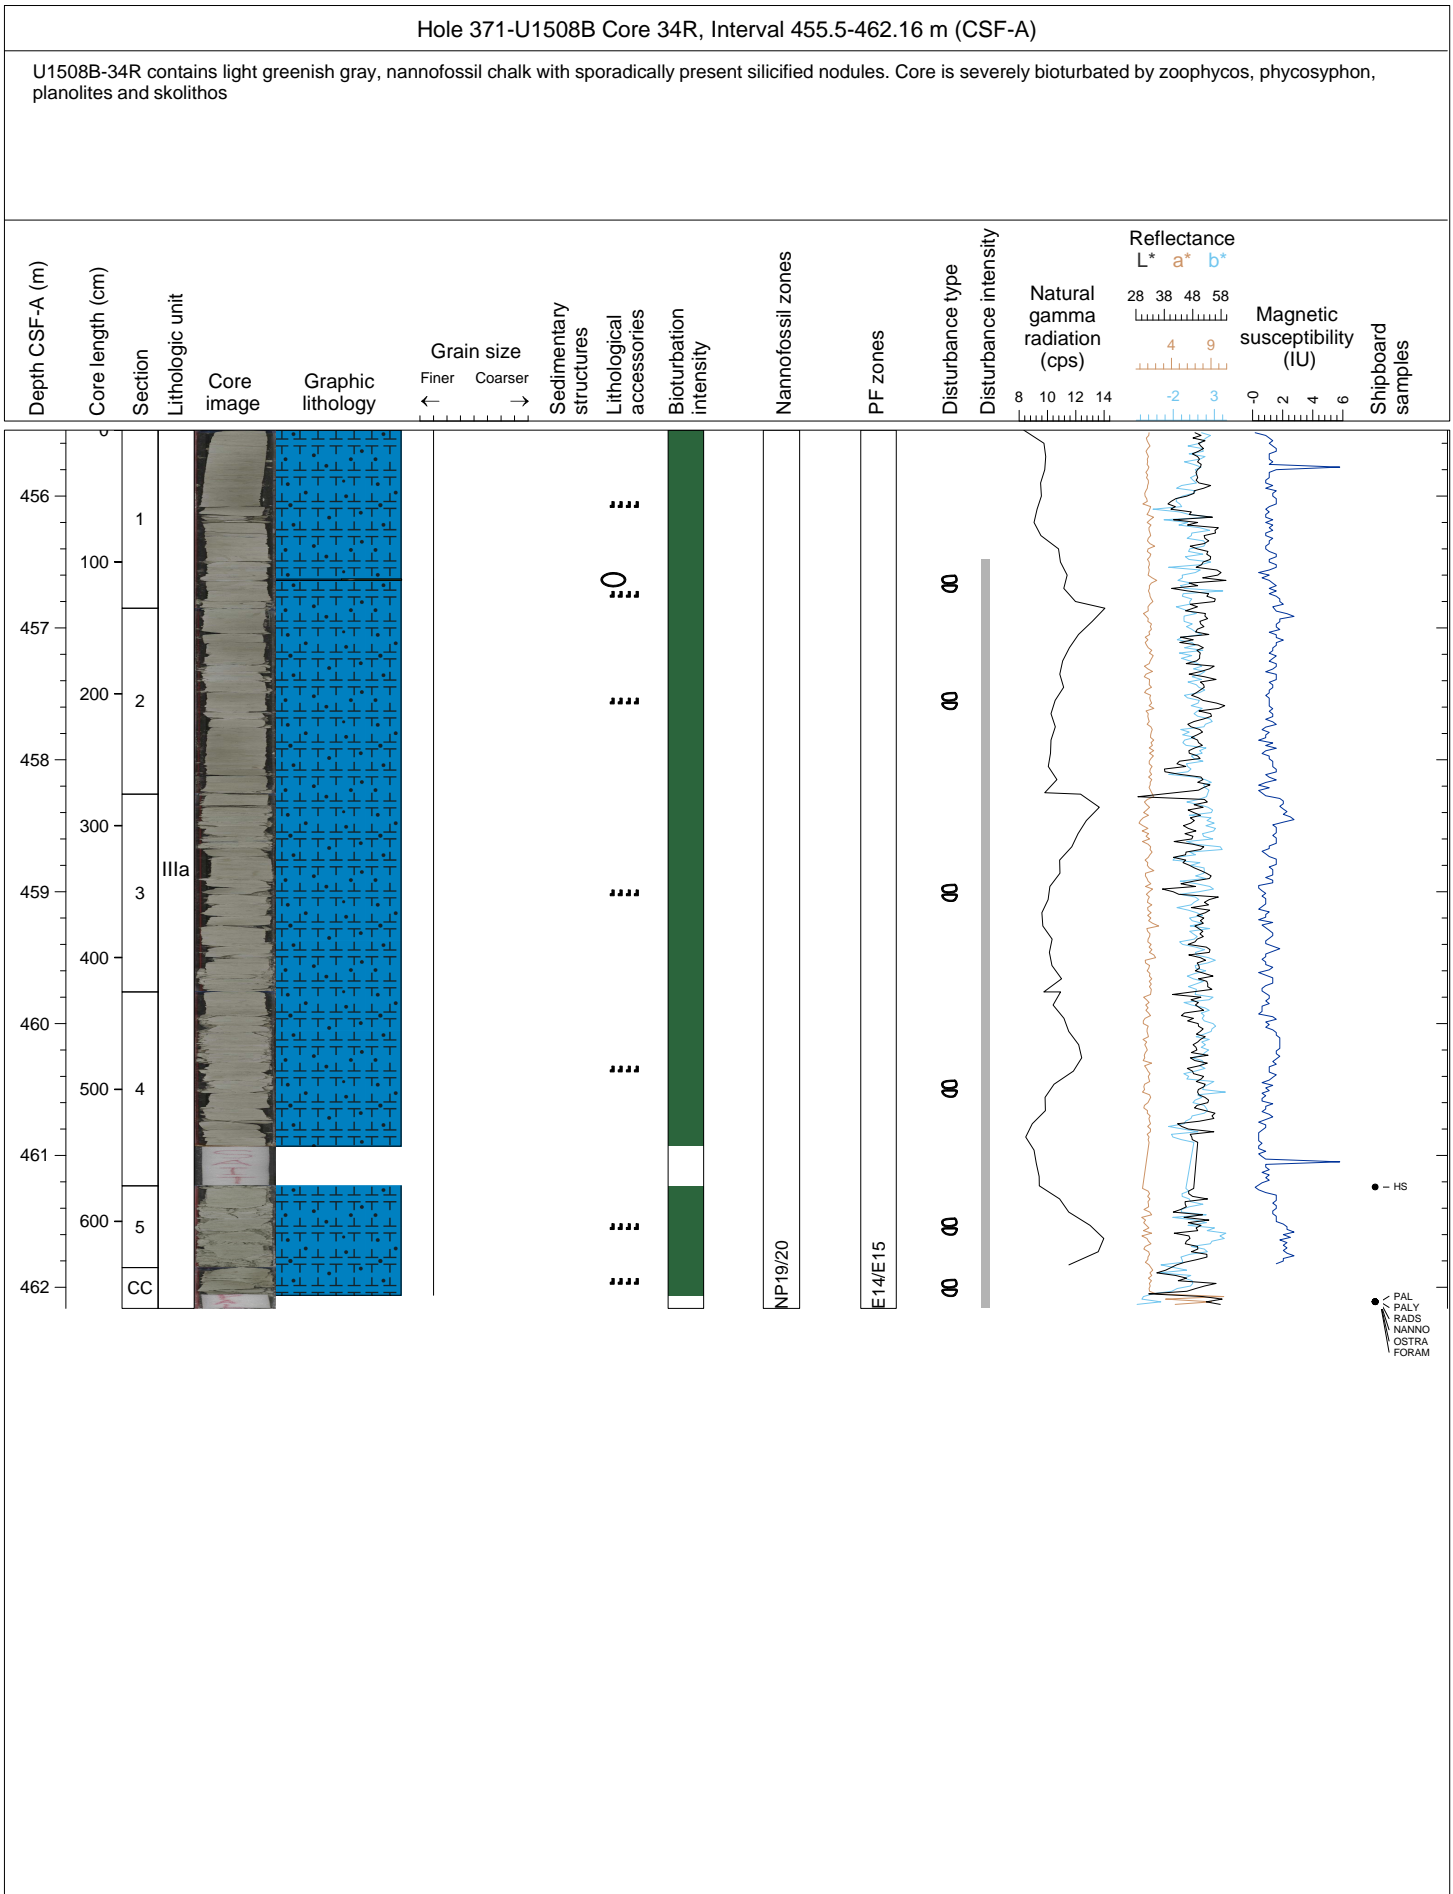 Hole 371-U1508B Core 34R, Interval 455.5-462.16 m (CSF-A)
U1508B-34R contains light greenish gray, nannofossil chalk with sporadically present silicified nodules. Core is severely bioturbated by zoophycos, phycosyphon,
planolites and skolithos
Depth CSF-A (m)
Core length (cm)
Section
Lithologic unit
Core
image
Graphic
lithology
Grain size
Finer Coarser
← →
Sedimentary
structures
Lithological
accessories
Bioturbation
intensity
Nannofossil zones
PF zones
Disturbance type
Disturbance intensity
Natural
gamma
radiation
(cps)
8 10 12 14
Reflectance
L* a* b*
28 38 48 58
4 9
-2 3
Magnetic
susceptibility
(IU)
-0 2 4 6
Shipboard
samples
0
456
1
100
457
200
2
458
300
IIIa
459
3
400
460
500
4
461
HS
600
5
NP19/20
E14/E15
462
CC
PAL
PALY
RADS
NANNO
OSTRA
FORAM